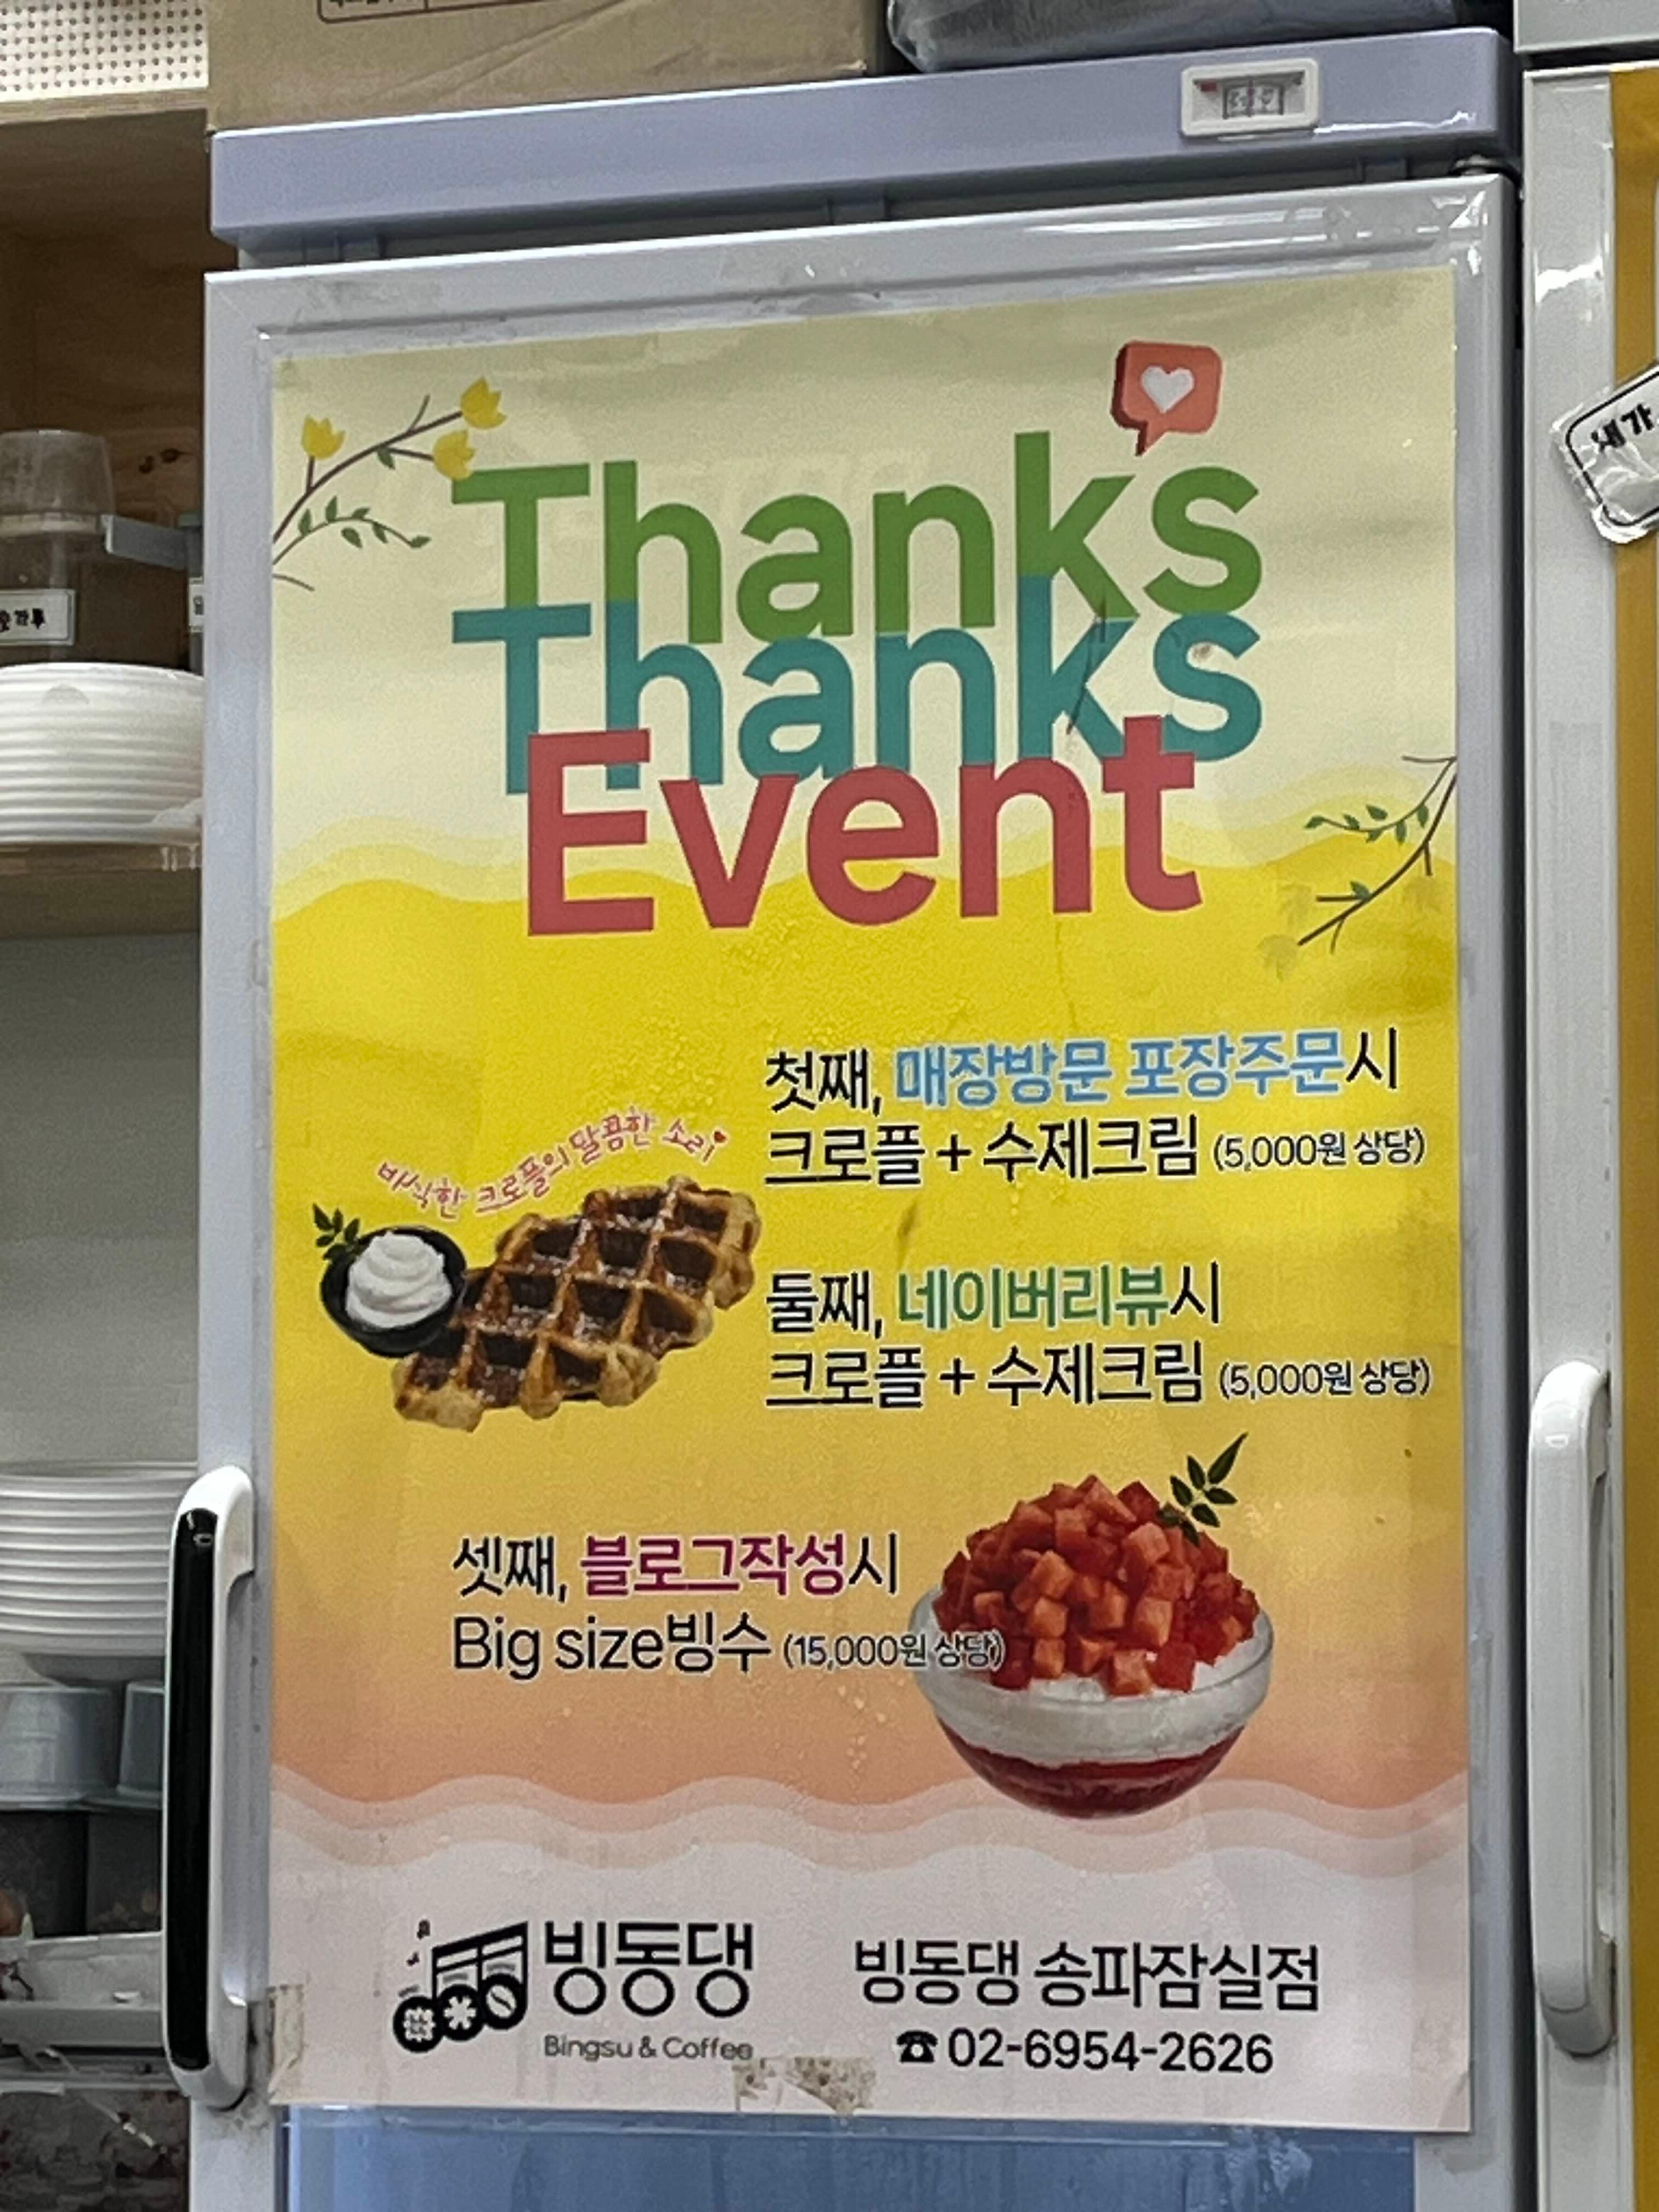 Thanks
Thanks
Event
첫째, 매장방문 포장주문시
크로플 + 수제크림 (5,000원 상당)
바삭한 크로플의 달콤한 소리
둘째, 네이버리뷰시
크로플 + 수제크림 (5,000원 상당)
셋째, 블로그작성시
Big size빙수 (15,000원 상당)
빙동댕
Bingsu & Coffee
빙동댕 송파잠실점
☎ 02-6954-2626